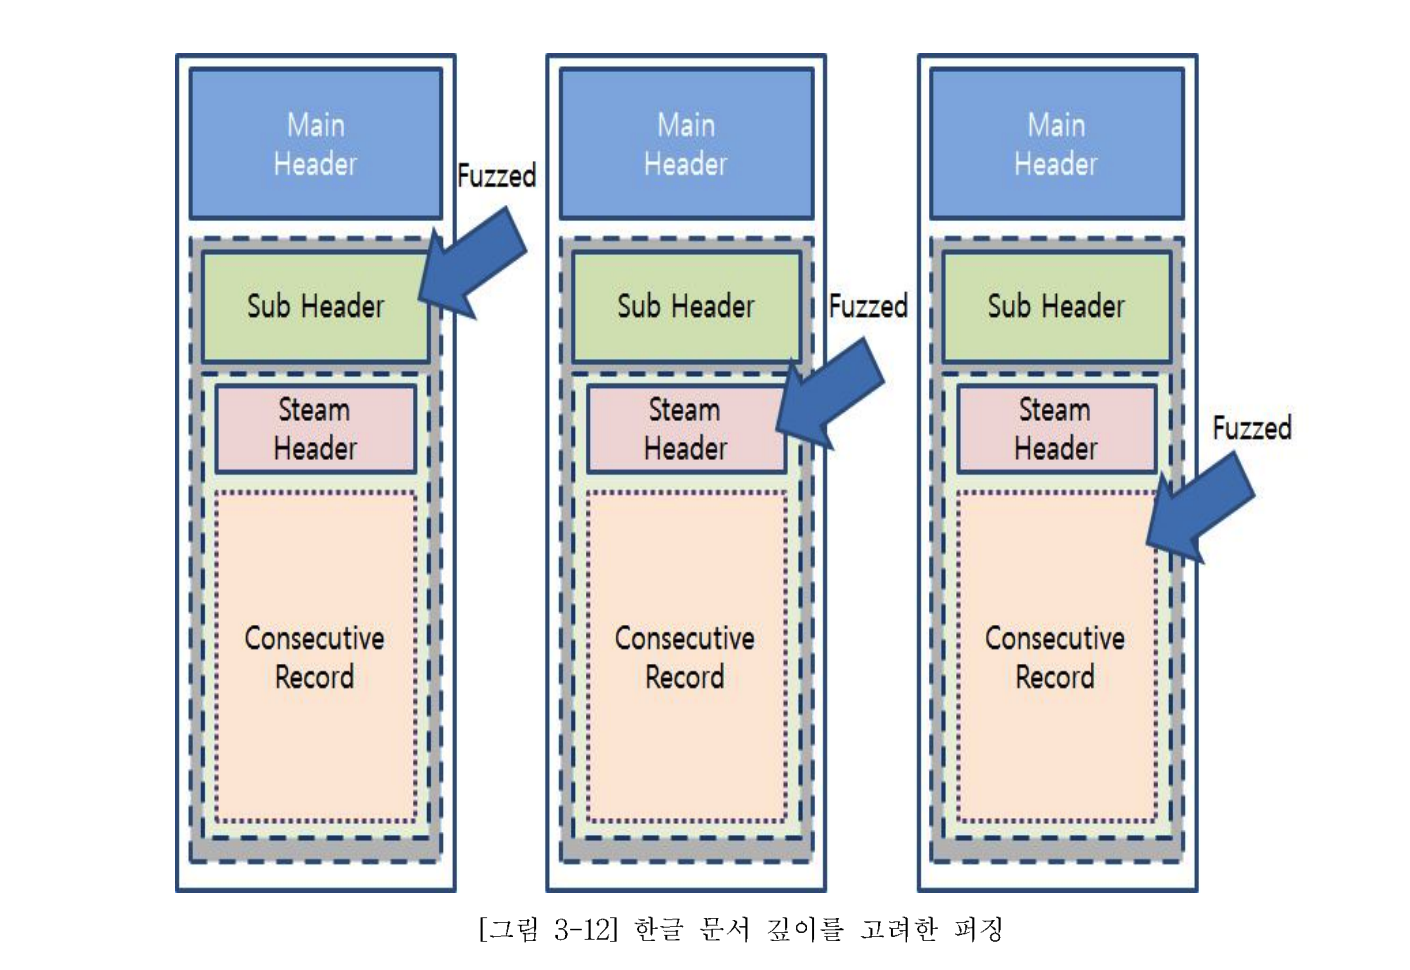 Main
Header
Fuzzed
Sub Header
Steam
Header
Consecutive
Record
Main
Header
Fuzzed
Sub Header
Steam
Header
Consecutive
Record
Main
Header
Sub Header
Steam
Header
Fuzzed
Consecutive
Record
[그림 3-12] 한글 문서 깊이를 고려한 퍼징